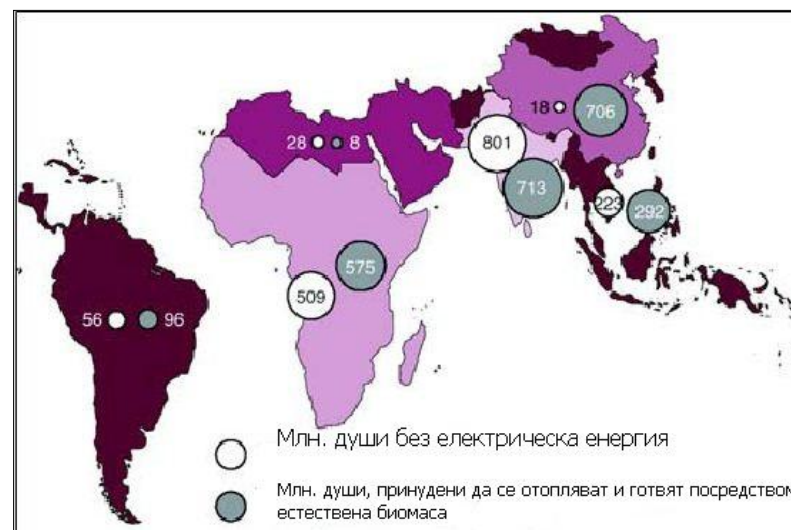 18 706
801
28 8
713
223 292
575
509
56 96
Млн. души без електрическа енергия
Млн. души, принудени да се отопляват и готвят посредством
естествена биомаса